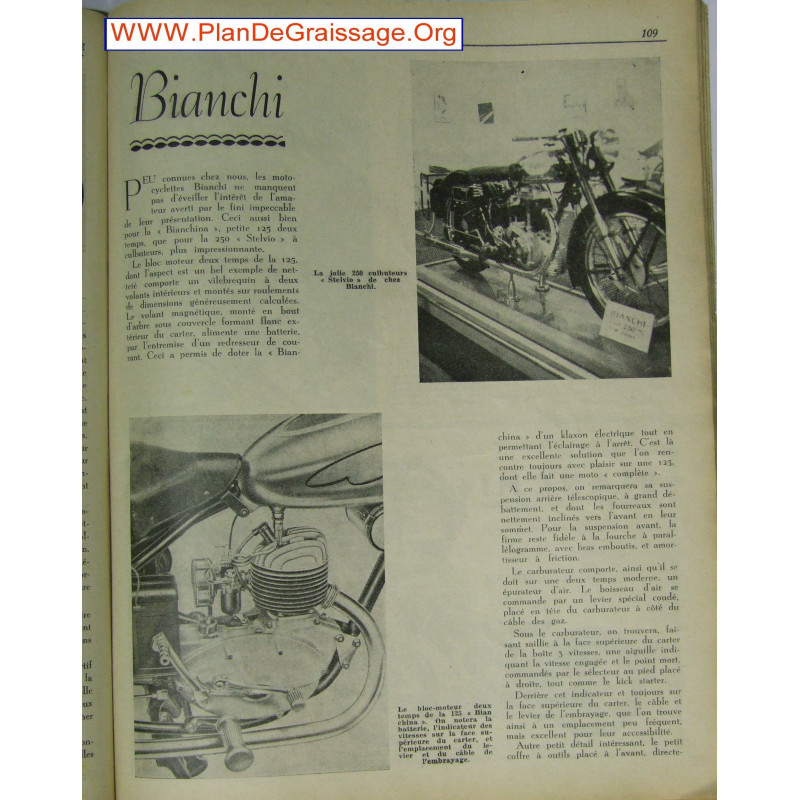 WWW.PlanDeGraissage.Org
109
Bianchi
PEU connues chez nous, les moto-
cyclettes Bianchi ne manquent
pas d'éveiller l'intérêt de l'ama-
teur averti par le fini impeccable
de leur présentation. Ceci aussi bien
pour la « Bianchina », petite 125 deux
temps, que pour la 250 « Stelvio » à
culbuteurs, plus impressionnante.
Le bloc moteur deux temps de la 125,
dont l'aspect est un bel exemple de net-
teté comporte un vilebrequin à deux
volants intérieurs et montés sur roulements
de dimensions généreusement calculées.
Le volant magnétique, monté en bout
d'arbre sous couvercle formant flanc ex-
térieur du carter, alimente une batterie,
par l'entremise d'un redresseur de cou-
rant. Ceci a permis de doter la « Bian-
La jolie 250 culbuteurs
« Stelvio » de chez
Bianchi.
BIANCHI
china » d'un klaxon électrique tout en
permettant l'éclairage à l'arrêt. C'est là
une excellente solution que l'on ren-
contre toujours avec plaisir sur une 125,
dont elle fait une moto « complète ».
A ce propos, on remarquera sa sus-
pension arrière télescopique, à grand dé-
battement, et dont les fourreaux sont
nettement inclinés vers l'avant en leur
sommet. Pour la suspension avant, la
firme reste fidèle à la fourche à paral-
lélogramme, avec bras emboutis, et amor-
tisseur à friction.
Le carburateur comporte, ainsi qu'il se
doit sur une deux temps moderne, un
épurateur d'air. Le boisseau d'air se
commande par un levier spécial coudé,
placé en tête du carburateur à côté du
câble des gaz.
Sous le carburateur, on trouvera, fai-
sant saillie à la face supérieure du carter
de la boîte 3 vitesses, une aiguille indi-
quant la vitesse engagée et le point mort,
commandés par le sélecteur au pied placé
à droite, tout comme le kick starter.
Derrière cet indicateur et toujours sur
la face supérieure du carter, le câble et
le levier de l'embrayage, que l'on trouve
ainsi à un emplacement peu fréquent,
mais excellent pour leur accessibilité.
Autre petit détail intéressant, le petit
coffre à outils placé à l'avant, directe-
Le bloc-moteur deux
temps de la 125 « Bian
china ». On notera la
batterie, l'indicateur des
vitesses sur la face su-
périeure du carter, et
l'emplacement du le-
vier et du câble de
l'embrayage.